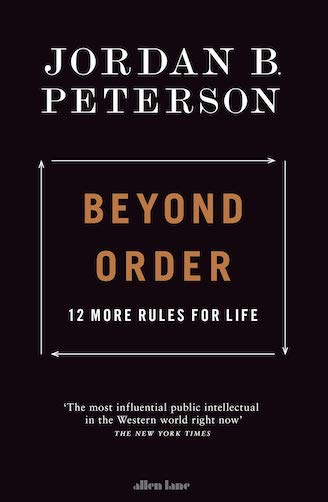 JORDAN B.
PETERSON
BEYOND
ORDER
12 MORE RULES FOR LIFE
‘The most influential public intellectual
in the Western world right now’
THE NEW YORK TIMES
allen lane